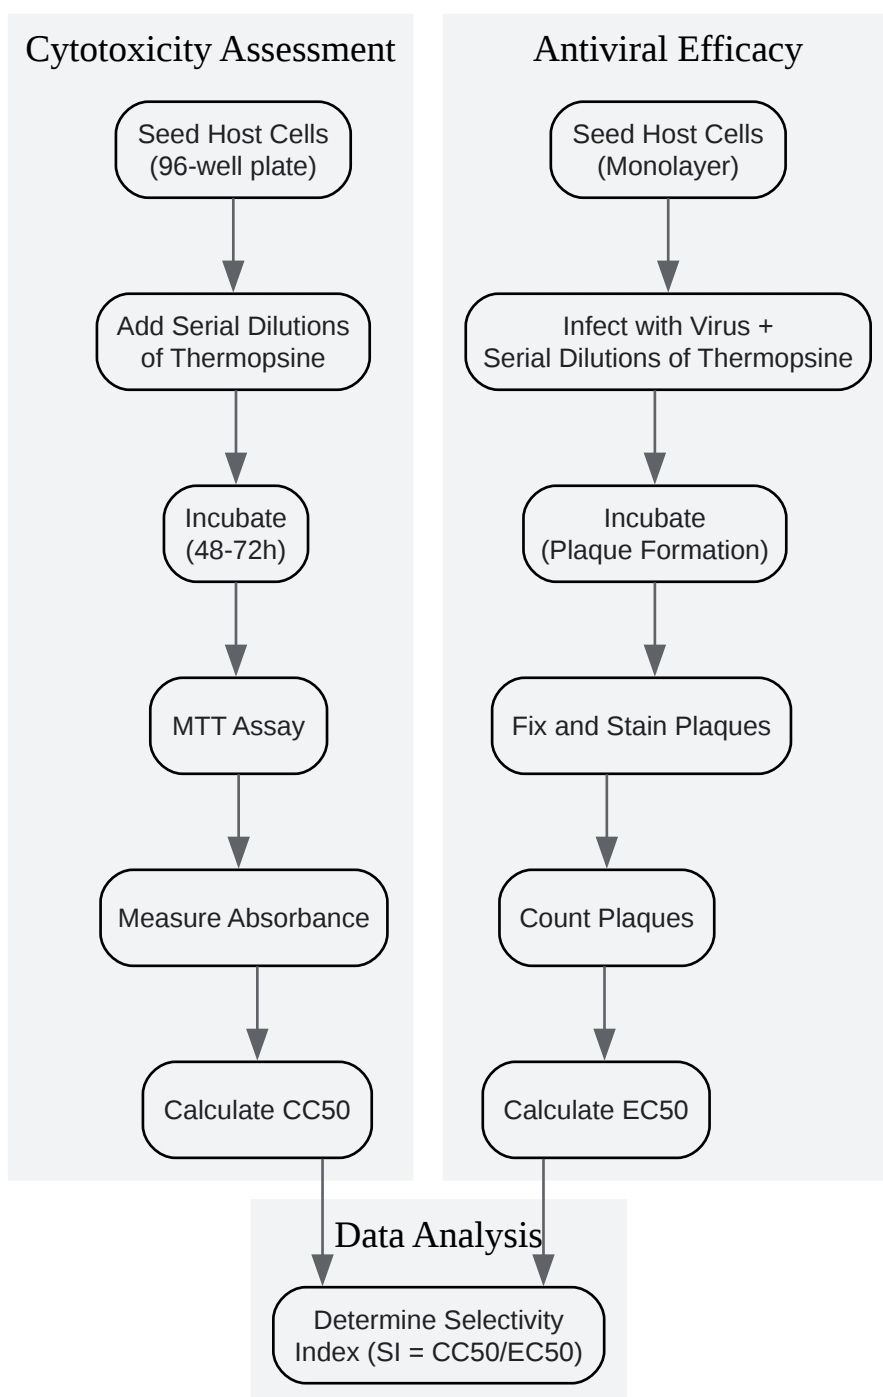 Cytotoxicity Assessment
Seed Host Cells
(96-well plate)
Add Serial Dilutions
of Thermopsine
Incubate
(48-72h)
MTT Assay
Measure Absorbance
Calculate CC50
Antiviral Efficacy
Seed Host Cells
(Monolayer)
Infect with Virus +
Serial Dilutions of Thermopsine
Incubate
(Plaque Formation)
Fix and Stain Plaques
Count Plaques
Calculate EC50
Data Analysis
Determine Selectivity
Index (SI = CC50/EC50)